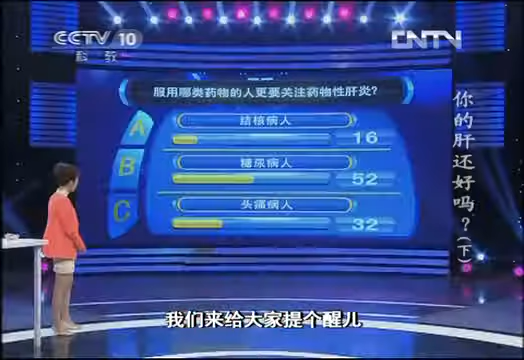 CCTV 10
科教
CNTV
服用哪类药物的人更要关注药物性肝炎?
A
结核病人
16
B
糖尿病人
52
C
头痛病人
32
你的肝还好吗?(下)
我们来给大家提个醒儿